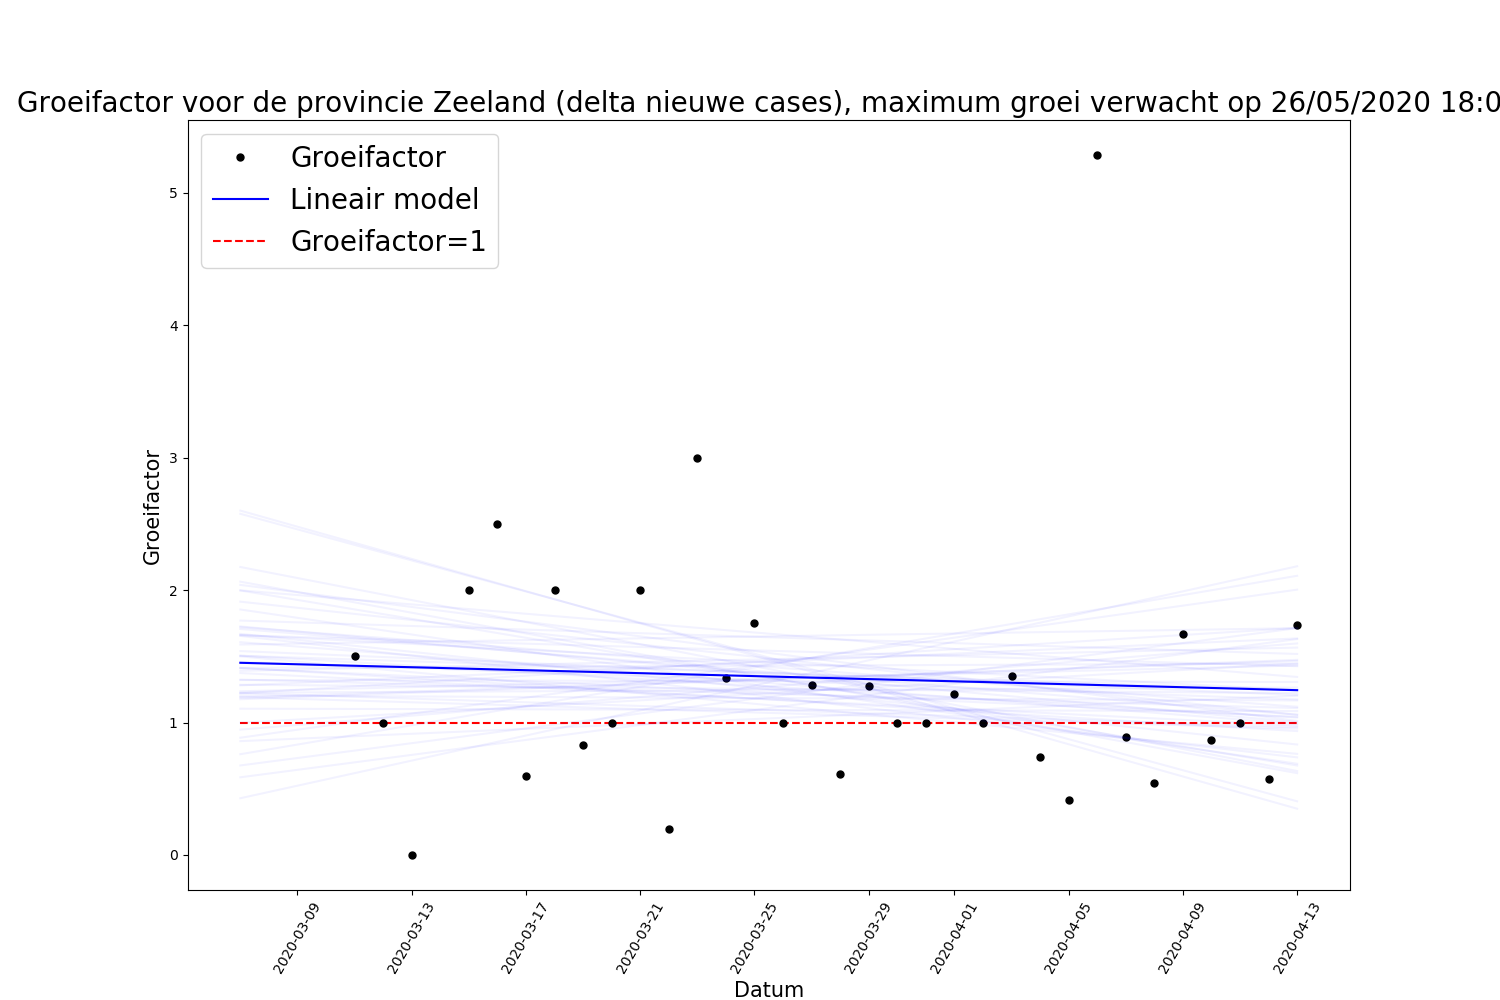 Groeifactor voor de provincie Zeeland (delta nieuwe cases), maximum groei verwacht op 26/05/2020 18:0
Groeifactor
Lineair model
Groeifactor=1
Groeifactor
5
4
3
2
1
0
2020-03-09
2020-03-13
2020-03-17
2020-03-21
2020-03-25
2020-03-29
2020-04-01
2020-04-05
2020-04-09
2020-04-13
Datum